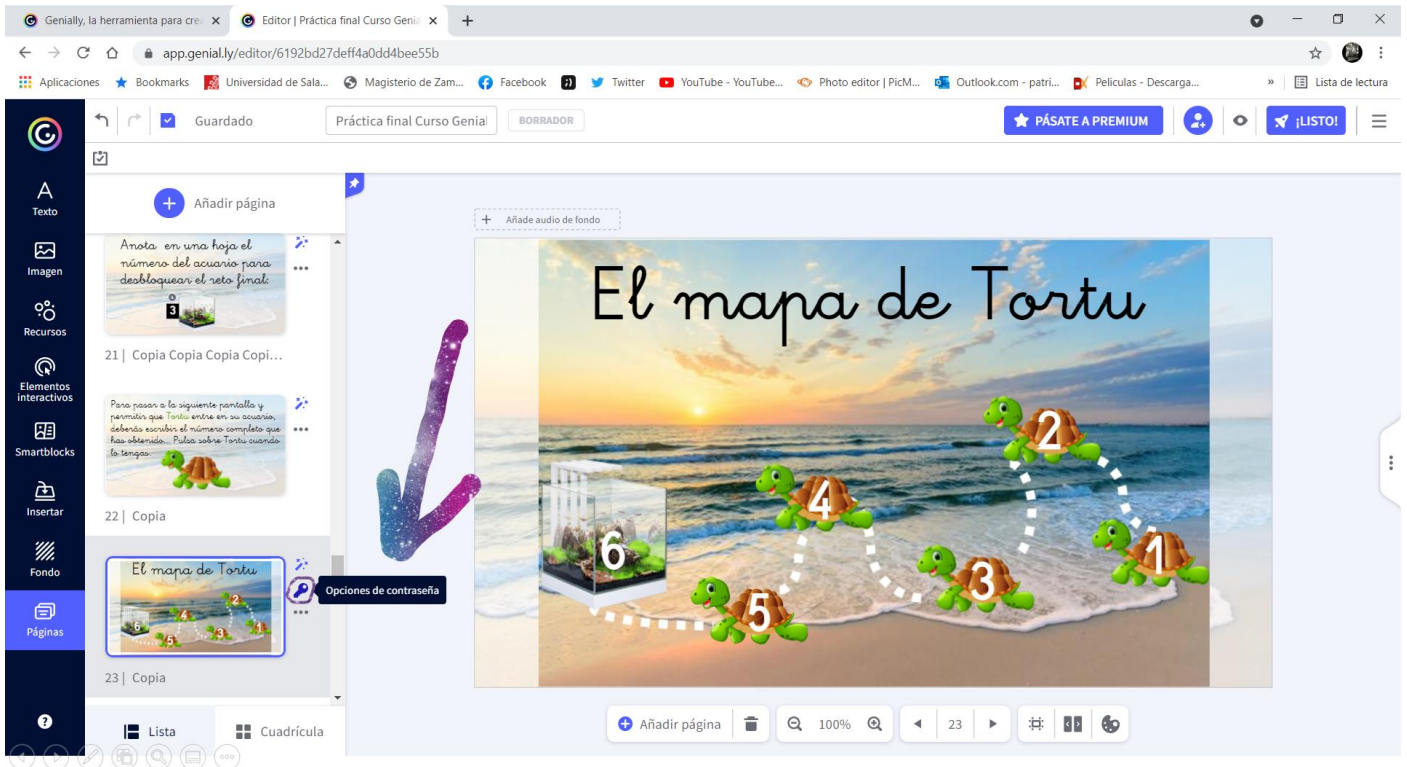 Genially, la herramienta para cre
Editor | Práctica final Curso Genia
app.genial.ly/editor/6192bd27deff4a0dd4bee55b
Aplicaciones
Bookmarks
Universidad de Sala...
Magisterio de Zam...
Facebook
Twitter
YouTube - YouTube...
Photo editor | PicM...
Outlook.com - patri...
Peliculas - Descarga...
»
Lista de lectura
Guardado
Práctica final Curso Genial
BORRADOR
PÁSATE A PREMIUM
¡LISTO!
Texto
Imagen
Recursos
Elementos
interactivos
Smartblocks
Insertar
Fondo
Páginas
?
Añadir página
Anota en una hoja el
número del acuario para
desbloquear el reto final:
3
21 | Copia Copia Copia Copi...
Para pasar a la siguiente pantalla y
permitir que Tortu entre en su acuario,
deberás escribir el número completo que
has obtenido... Pulsa sobre Tortu cuando
lo tengas.
22 | Copia
El mapa de Tortu
2
4
6
1
3
5
Opciones de contraseña
23 | Copia
Lista
Cuadrícula
Añade audio de fondo
El mapa de Tortu
2
4
1
6
3
5
Añadir página
100%
23